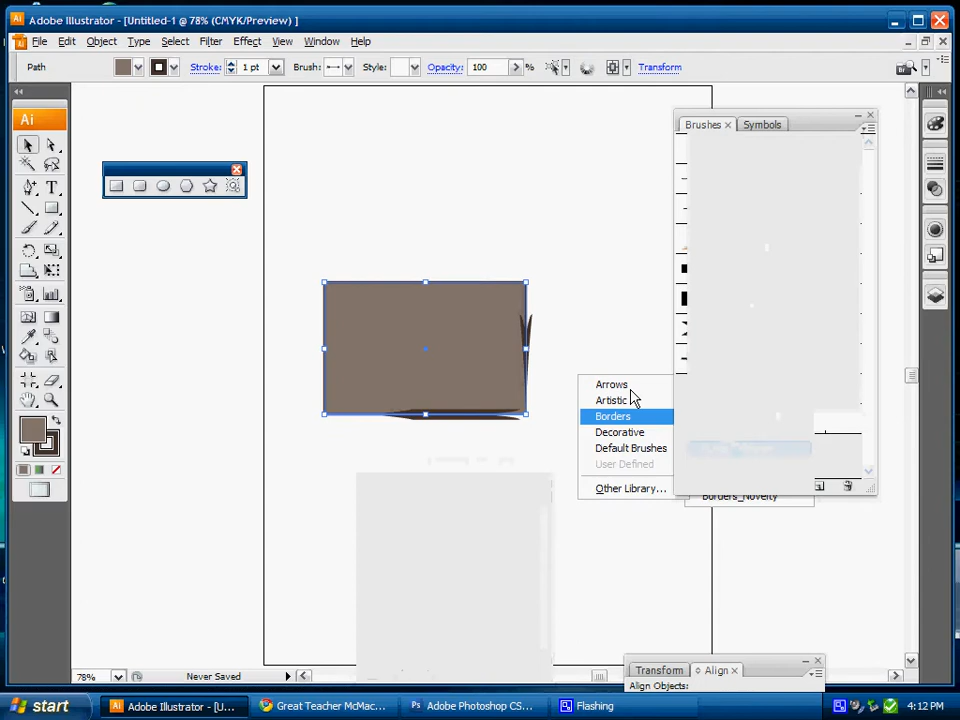 Adobe Illustrator - [Untitled-1 @ 78% (CMYK/Preview) ]
File Edit Object Type Select Filter Effect View Window Help
Path Stroke: 1 pt Brush: Style: Opacity: 100 % Transform
Ai
Brushes Symbols
Arrows
Artistic
Borders
Decorative
Default Brushes
User Defined
Other Library...
Borders_Novelty
Transform Align
Align Objects:
78% Never Saved
start Adobe Illustrator - [U... Great Teacher McMac... Adobe Photoshop CS... Flashing 4:12 PM